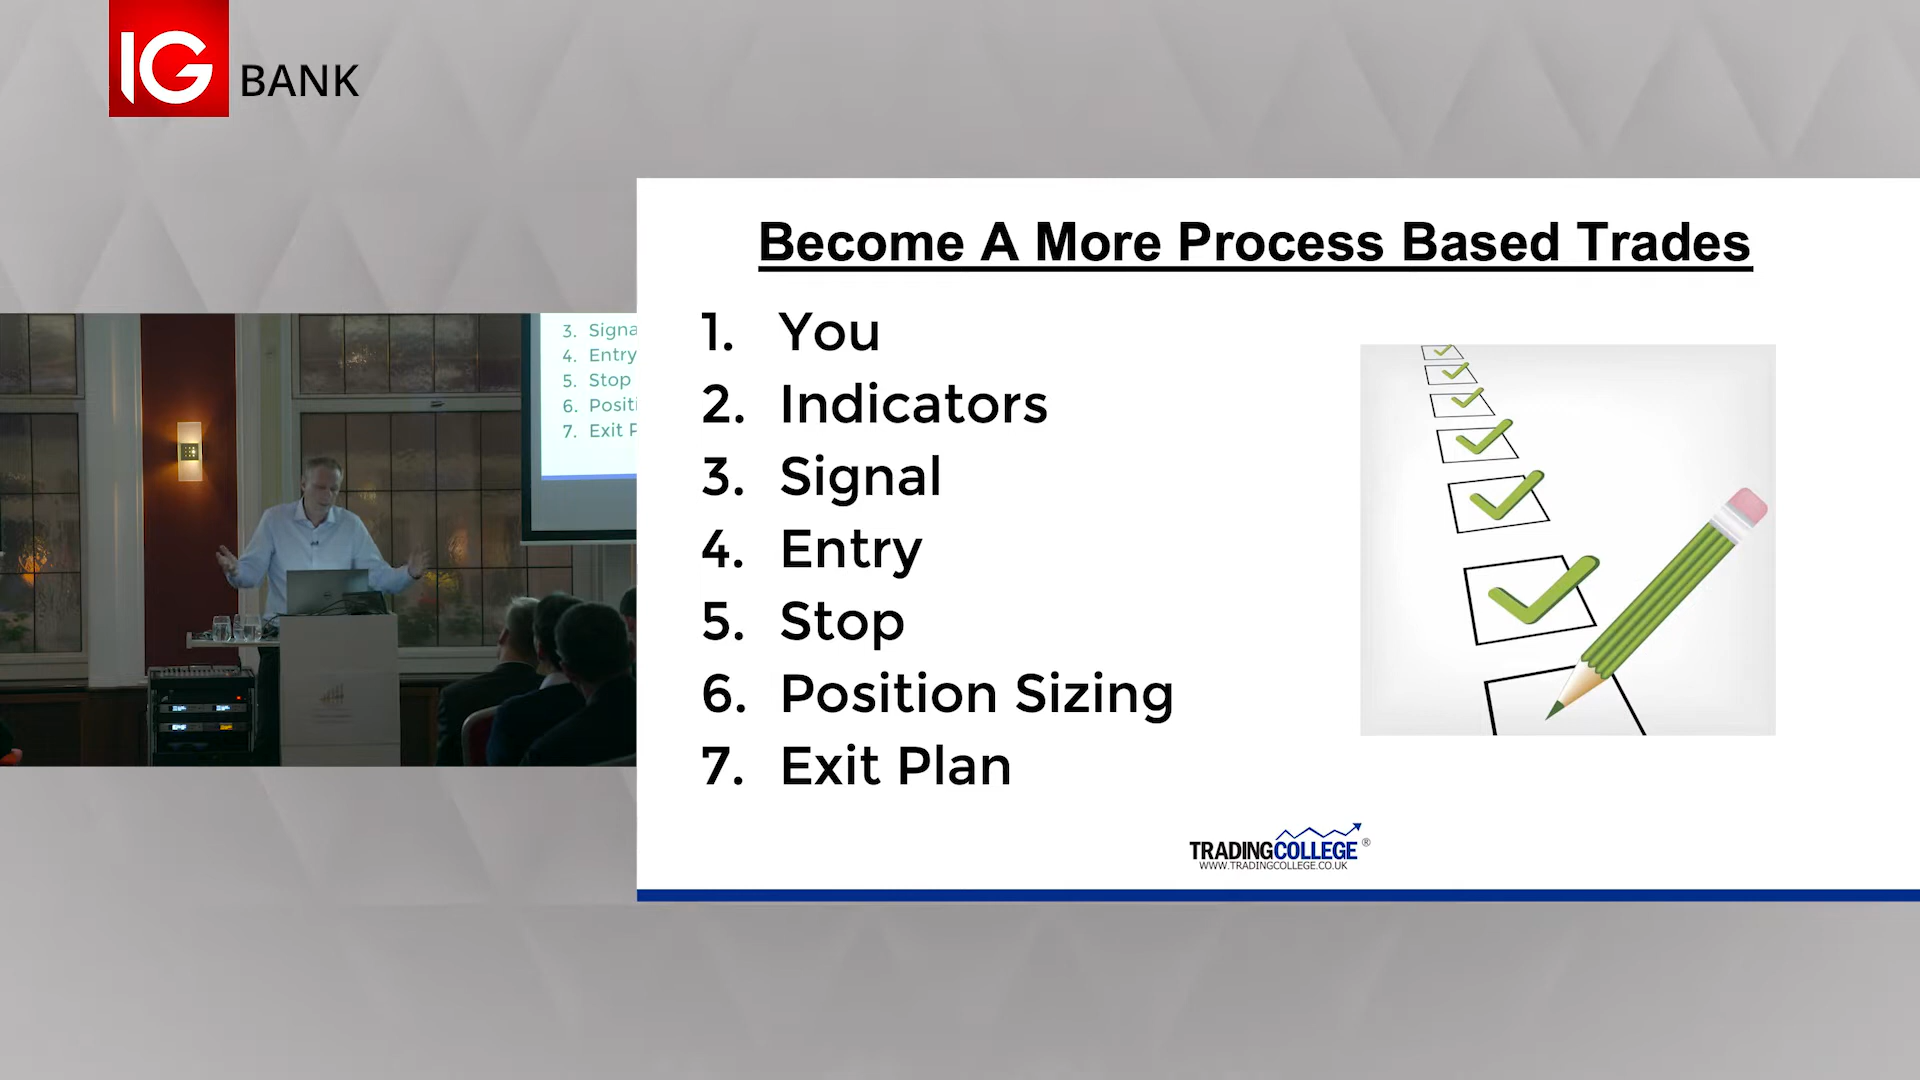 IG BANK
Become A More Process Based Trades
1. You
2. Indicators
3. Signal
4. Entry
5. Stop
6. Position Sizing
7. Exit Plan
3. Signa
4. Entry
5. Stop
6. Positi
7. Exit P
TRADINGCOLLEGE ®
WWW.TRADINGCOLLEGE.CO.UK